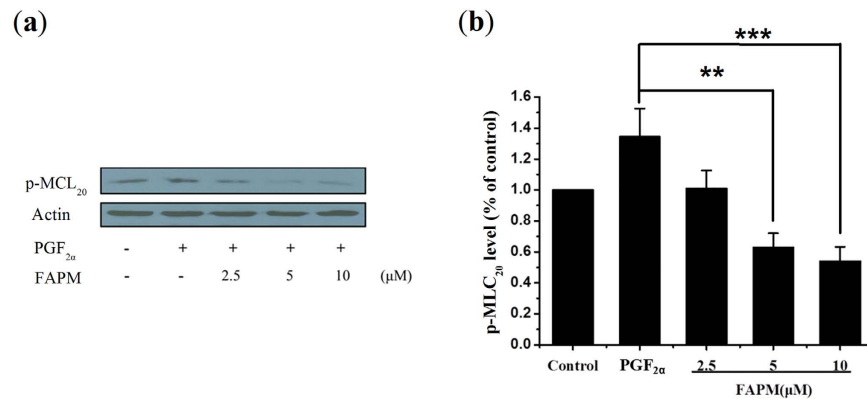 (a)
p-MCL₂₀
Actin
PGF₂α - + + + +
FAPM - - 2.5 5 10 (μM)
(b)
***
**
p-MLC₂₀ level (% of control)
1.6
1.4
1.2
1.0
0.8
0.6
0.4
0.2
0.0
Control PGF₂α 2.5 5 10
FAPM(μM)